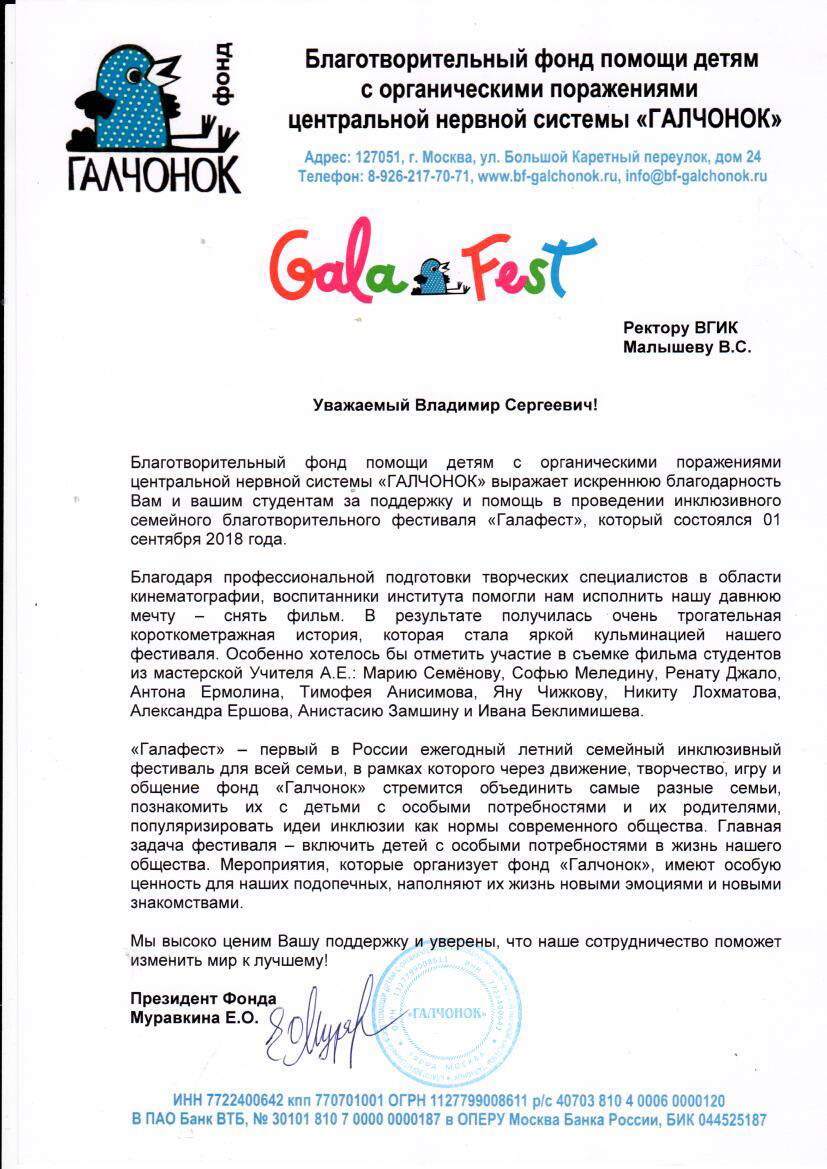 фонд
ГАЛЧОНОК
Благотворительный фонд помощи детям
с органическими поражениями
центральной нервной системы «ГАЛЧОНОК»
Адрес: 127051, г. Москва, ул. Большой Каретный переулок, дом 24
Телефон: 8-926-217-70-71, www.bf-galchonok.ru, info@bf-galchonok.ru
Gala Fest
Ректору ВГИК
Малышеву В.С.
Уважаемый Владимир Сергеевич!
Благотворительный фонд помощи детям с органическими поражениями
центральной нервной системы «ГАЛЧОНОК» выражает искреннюю благодарность
Вам и вашим студентам за поддержку и помощь в проведении инклюзивного
семейного благотворительного фестиваля «Галафест», который состоялся 01
сентября 2018 года.
Благодаря профессиональной подготовки творческих специалистов в области
кинематографии, воспитанники института помогли нам исполнить нашу давнюю
мечту – снять фильм. В результате получилась очень трогательная
короткометражная история, которая стала яркой кульминацией нашего
фестиваля. Особенно хотелось бы отметить участие в съемке фильма студентов
из мастерской Учителя А.Е.: Марию Семёнову, Софью Меледину, Ренату Джало,
Антона Ермолина, Тимофея Анисимова, Яну Чижкову, Никиту Лохматова,
Александра Ершова, Анистасию Замшину и Ивана Беклимишева.
«Галафест» – первый в России ежегодный летний семейный инклюзивный
фестиваль для всей семьи, в рамках которого через движение, творчество, игру и
общение фонд «Галчонок» стремится объединить самые разные семьи,
познакомить их с детьми с особыми потребностями и их родителями,
популяризировать идеи инклюзии как нормы современного общества. Главная
задача фестиваля – включить детей с особыми потребностями в жизнь нашего
общества. Мероприятия, которые организует фонд «Галчонок», имеют особую
ценность для наших подопечных, наполняют их жизнь новыми эмоциями и новыми
знакомствами.
Мы высоко ценим Вашу поддержку и уверены, что наше сотрудничество поможет
изменить мир к лучшему!
Президент Фонда
Муравкина Е.О.
«ГАЛЧОНОК»
ОГРН 1127799008611 ИНН 7722400642
ГОРОД МОСКВА
ИНН 7722400642 кпп 770701001 ОГРН 1127799008611 р/с 40703 810 4 0006 0000120
В ПАО Банк ВТБ, № 30101 810 7 0000 0000187 в ОПЕРУ Москва Банка России, БИК 044525187